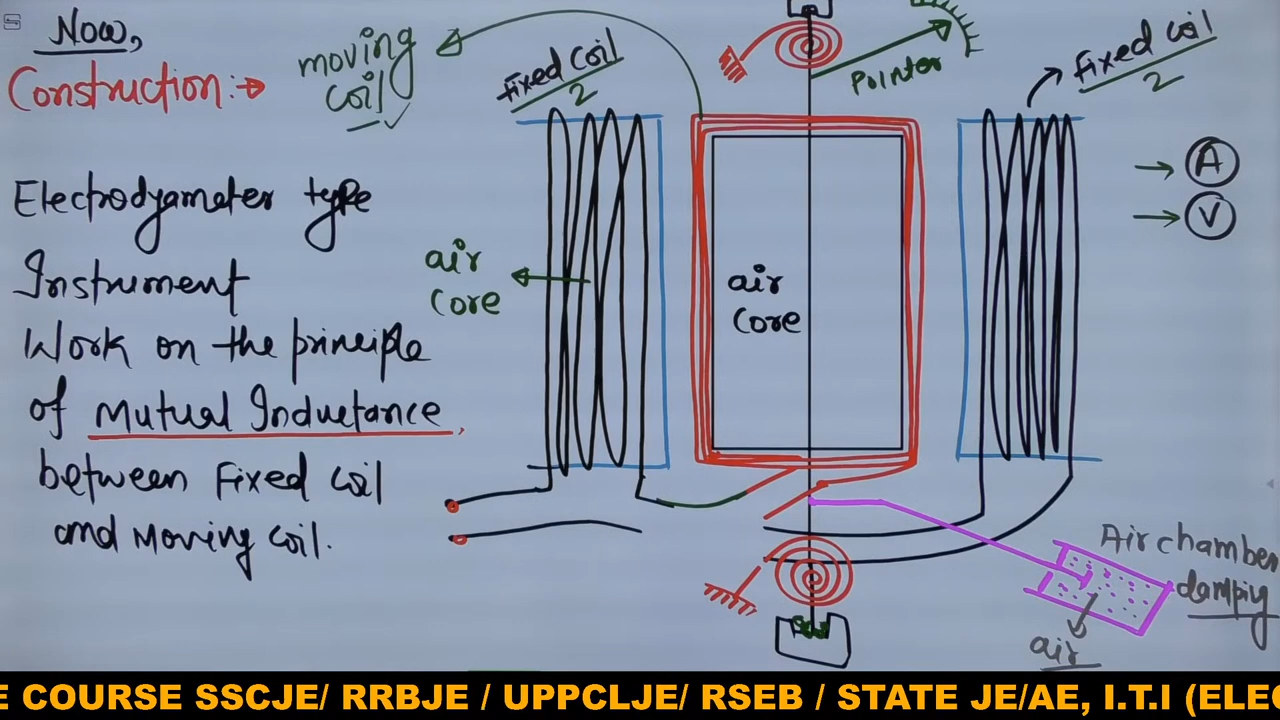 Now,
Construction:→
moving
coil
Fixed coil
2
Pointer
Fixed coil
2
A
V
Electrodyameter type
Instrument
Work on the principle
of Mutual Inductance,
between Fixed coil
and Moving coil.
air
core
air
core
Air chamber
damping
air
E COURSE SSCJE/ RRBJE / UPPCLJE/ RSEB / STATE JE/AE, I.T.I (ELEC